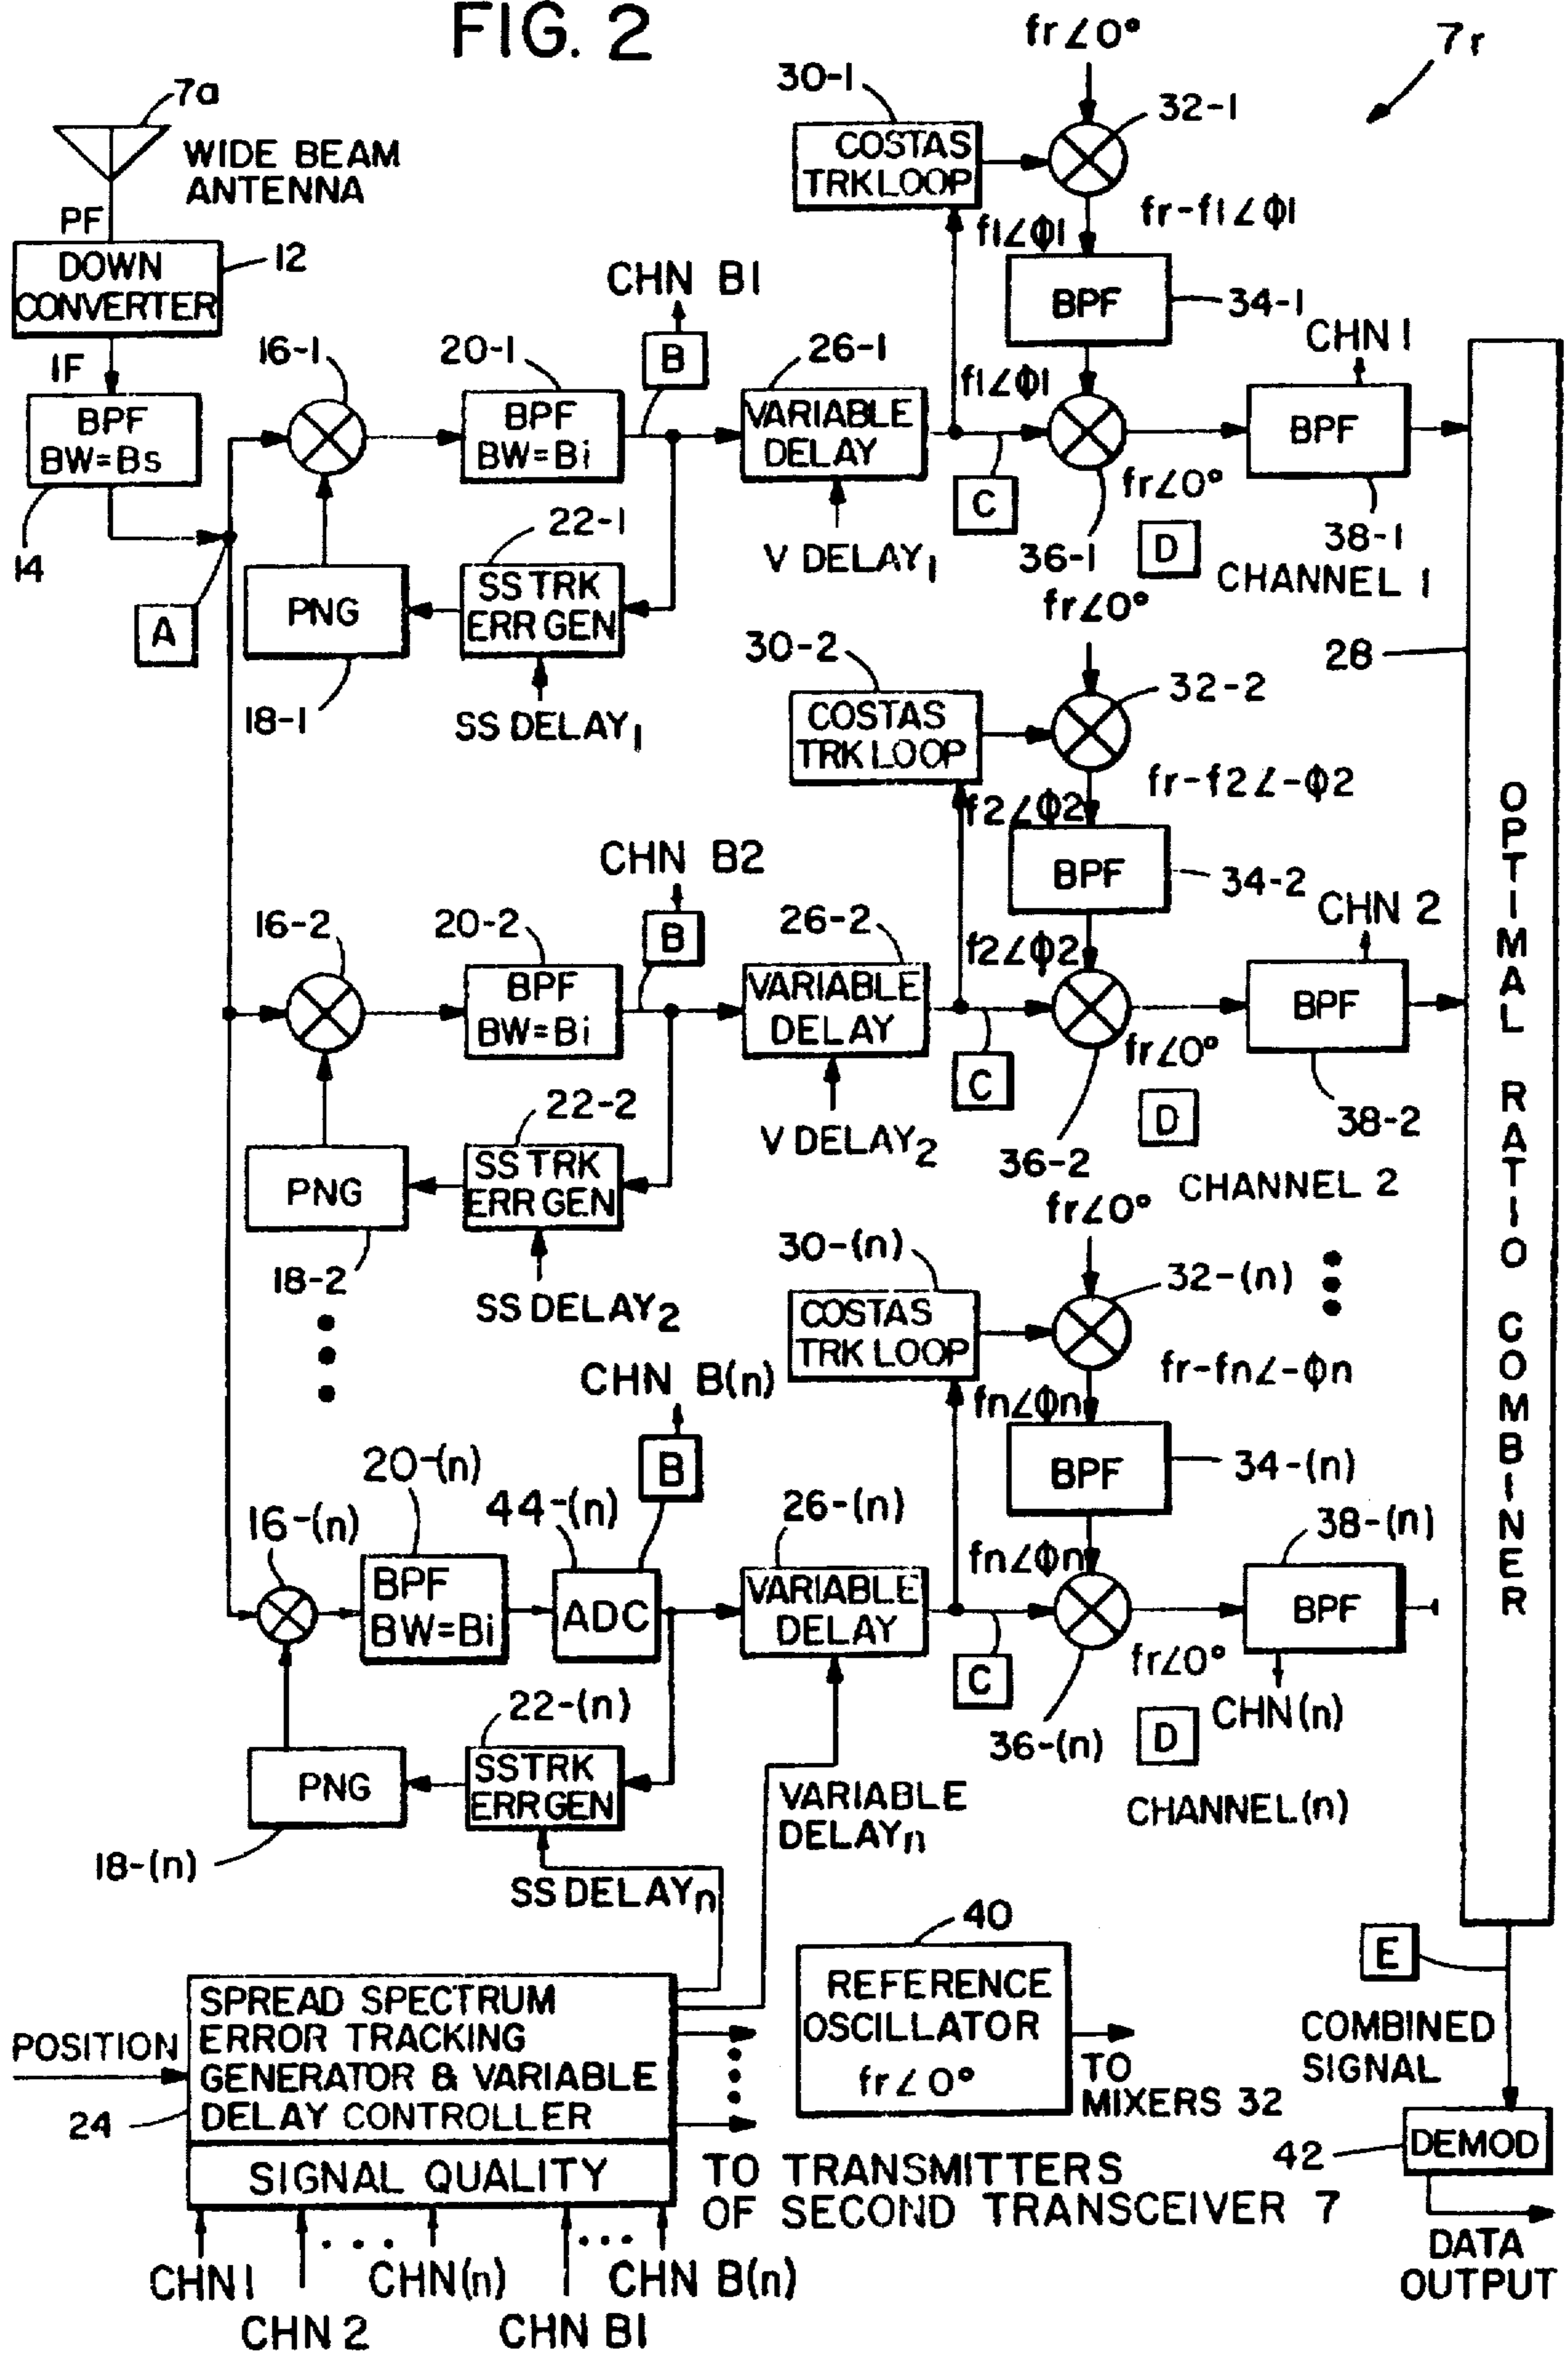 FIG. 2
7r
7a
WIDE BEAM
ANTENNA
PF
DOWN
CONVERTER
12
IF
BPF
BW=Bs
14
A
16-1
20-1
BPF
BW=Bi
CHN B1
B
22-1
SS TRK
ERR GEN
PNG
18-1
SS DELAY1
26-1
VARIABLE
DELAY
V DELAY1
30-1
COSTAS
TRK LOOP
fr∠0°
32-1
fr-f1∠ϕ1
f1∠ϕ1
BPF
34-1
f1∠ϕ1
C
36-1
fr∠0°
D
CHN 1
BPF
38-1
CHANNEL 1
28
OPTIMAL RATIO COMBINER
16-2
20-2
BPF
BW=Bi
CHN B2
B
22-2
SS TRK
ERR GEN
PNG
18-2
SS DELAY2
26-2
VARIABLE
DELAY
V DELAY2
30-2
COSTAS
TRK LOOP
fr∠0°
32-2
fr-f2∠-ϕ2
f2∠ϕ2
BPF
34-2
f2∠ϕ2
C
36-2
fr∠0°
D
CHN 2
BPF
38-2
CHANNEL 2
16-(n)
20-(n)
BPF
BW=Bi
44-(n)
ADC
CHN B(n)
B
22-(n)
SS TRK
ERR GEN
PNG
18-(n)
SS DELAYn
26-(n)
VARIABLE
DELAY
VARIABLE
DELAYn
30-(n)
COSTAS
TRK LOOP
fr∠0°
32-(n)
fr-fn∠-ϕn
fn∠ϕn
BPF
34-(n)
fn∠ϕn
C
36-(n)
fr∠0°
D
38-(n)
BPF
CHN(n)
CHANNEL(n)
POSITION
24
SPREAD SPECTRUM
ERROR TRACKING
GENERATOR & VARIABLE
DELAY CONTROLLER
SIGNAL QUALITY
CHN 1
CHN 2
CHN(n)
CHN B1
CHN B(n)
TO TRANSMITTERS
OF SECOND TRANSCEIVER 7
40
REFERENCE
OSCILLATOR
fr∠0°
TO
MIXERS 32
E
COMBINED
SIGNAL
42
DEMOD
DATA
OUTPUT